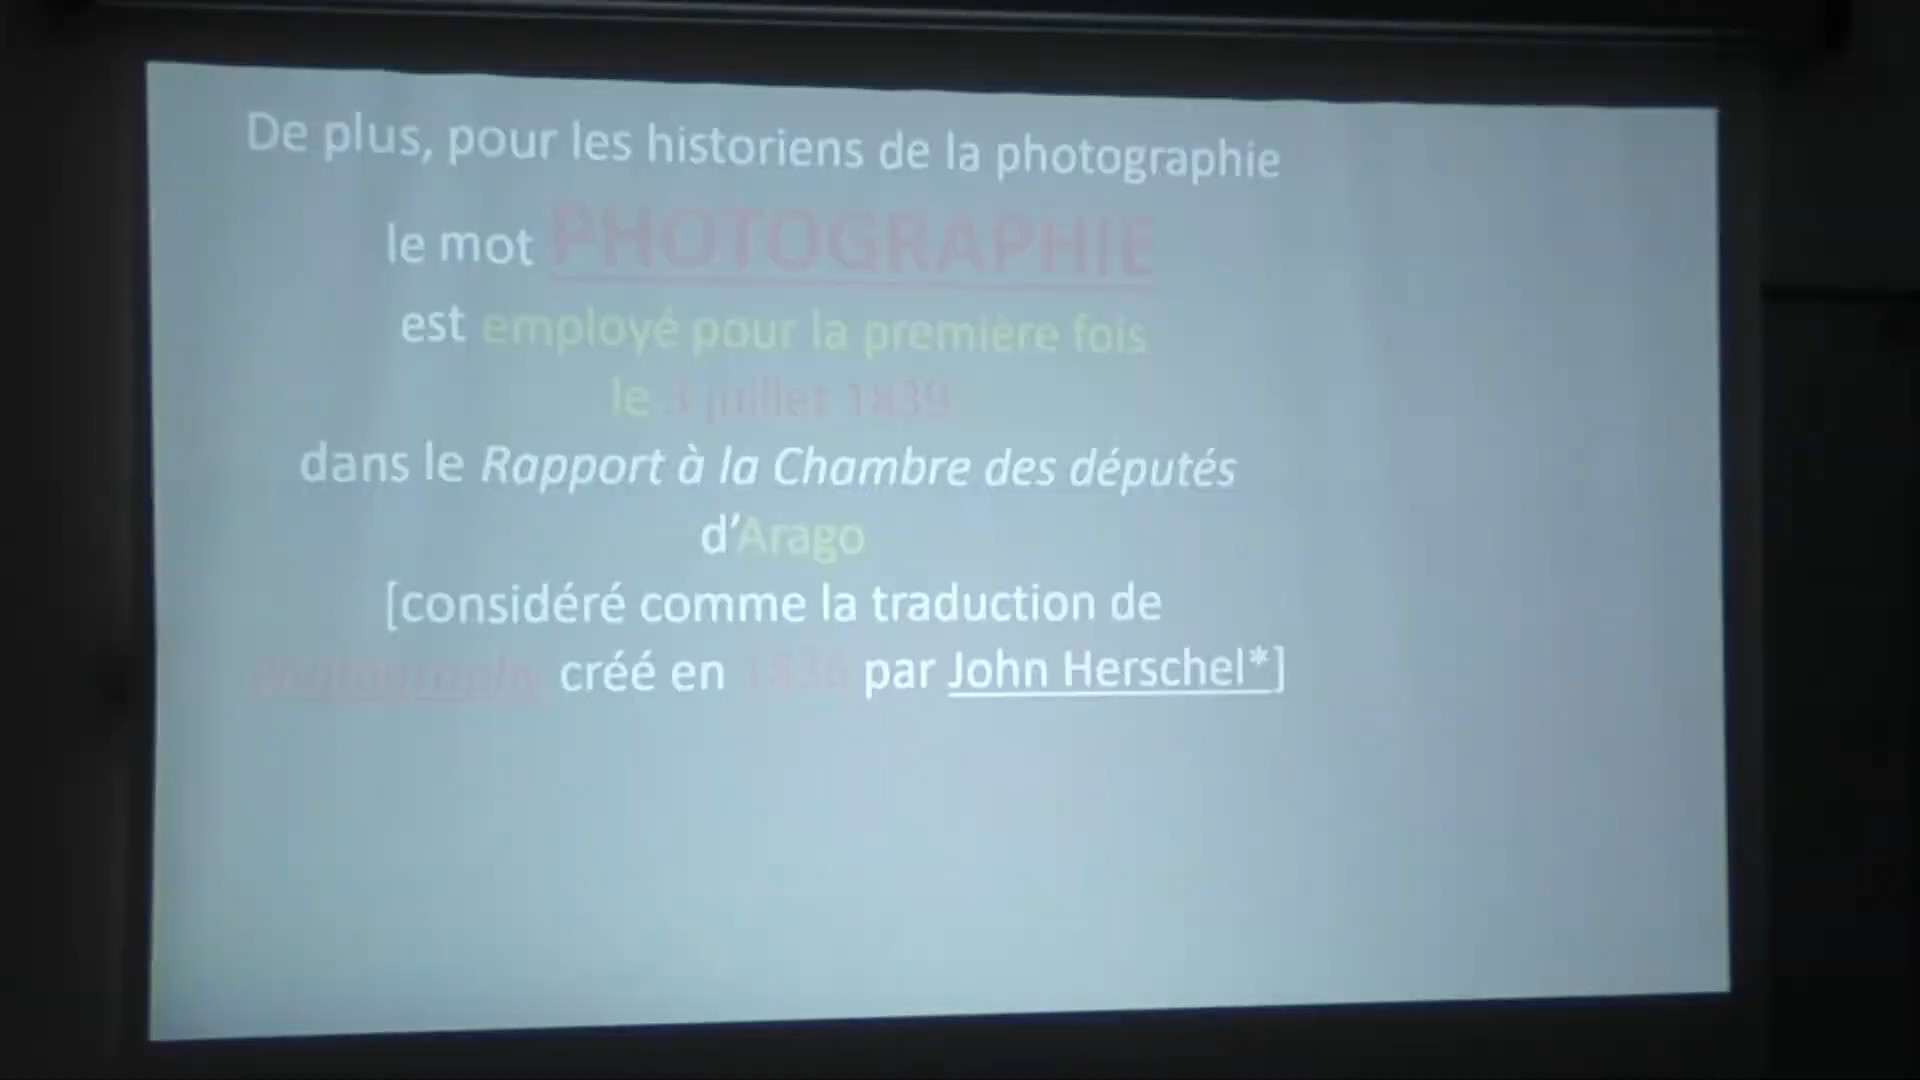 De plus, pour les historiens de la photographie
le mot PHOTOGRAPHIE
est employé pour la première fois
le 3 juillet 1839
dans le Rapport à la Chambre des députés
d'Arago
[considéré comme la traduction de
Photography créé en 1836 par John Herschel*]